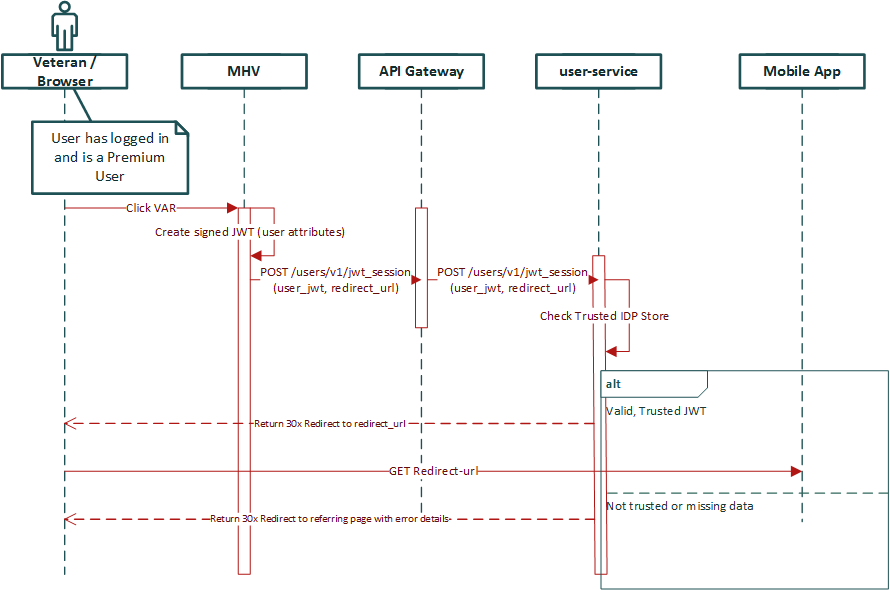 Veteran /
Browser
MHV
API Gateway
user-service
Mobile App
User has logged in
and is a Premium
User
Click VAR
Create signed JWT (user attributes)
POST /users/v1/jwt_session
(user_jwt, redirect_url)
POST /users/v1/jwt_session
(user_jwt, redirect_url)
Check Trusted IDP Store
alt
Valid, Trusted JWT
Return 30x Redirect to redirect_url
GET Redirect-url
Not trusted or missing data
Return 30x Redirect to referring page with error details